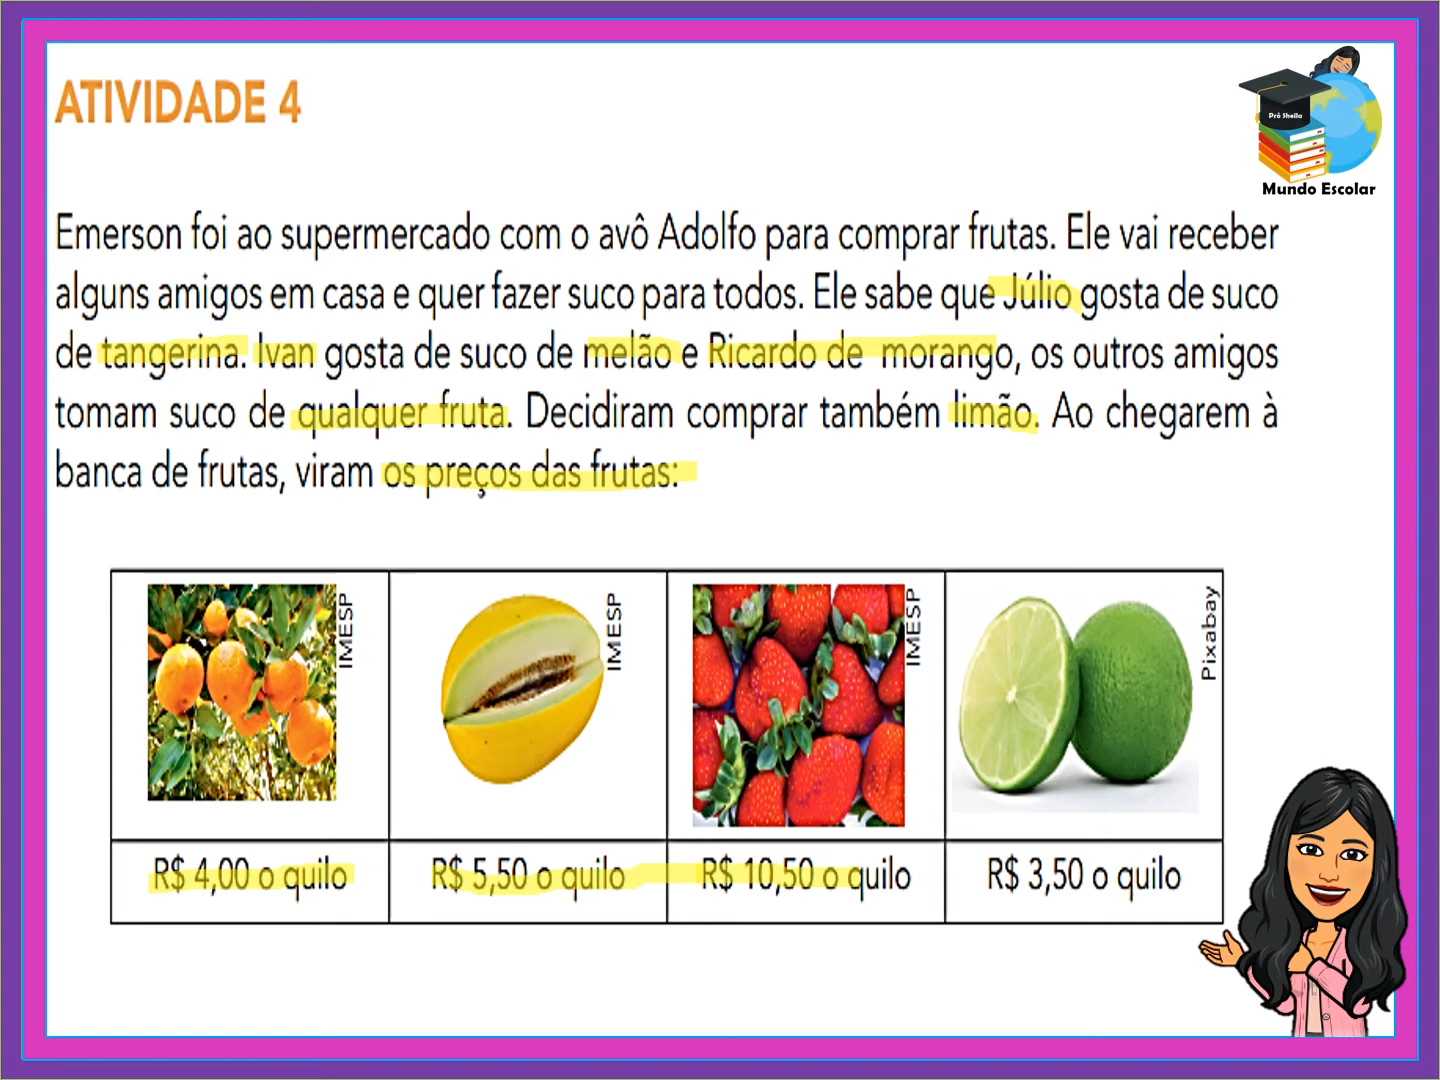 ATIVIDADE 4
Prô Sheila
Mundo Escolar
Emerson foi ao supermercado com o avô Adolfo para comprar frutas. Ele vai receber
alguns amigos em casa e quer fazer suco para todos. Ele sabe que Júlio gosta de suco
de tangerina. Ivan gosta de suco de melão e Ricardo de morango, os outros amigos
tomam suco de qualquer fruta. Decidiram comprar também limão. Ao chegarem à
banca de frutas, viram os preços das frutas:
IMESP
IMESP
IMESP
Pixabay
R$ 4,00 o quilo
R$ 5,50 o quilo
R$ 10,50 o quilo
R$ 3,50 o quilo